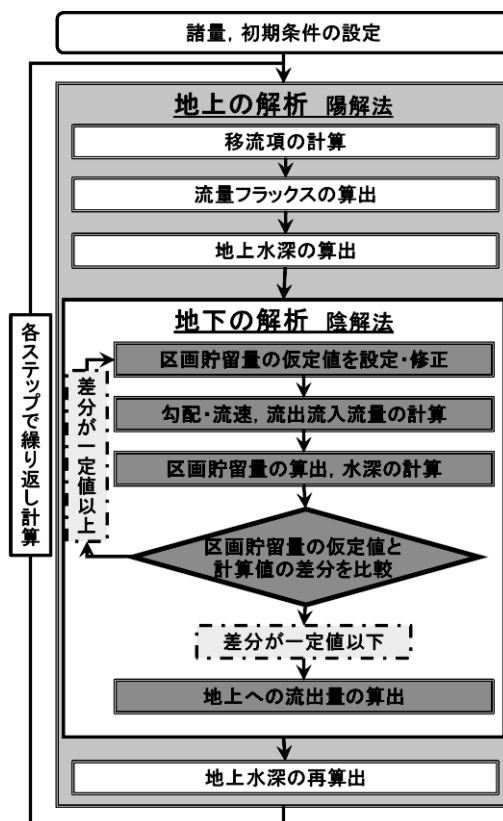 諸量，初期条件の設定
地上の解析 陽解法
移流項の計算
流量フラックスの算出
地上水深の算出
地下の解析 陰解法
区画貯留量の仮定値を設定・修正
勾配・流速，流出流入流量の計算
区画貯留量の算出，水深の計算
区画貯留量の仮定値と
計算値の差分を比較
差分が一定値以上
差分が一定値以下
地上への流出量の算出
地上水深の再算出
各ステップで繰り返し計算